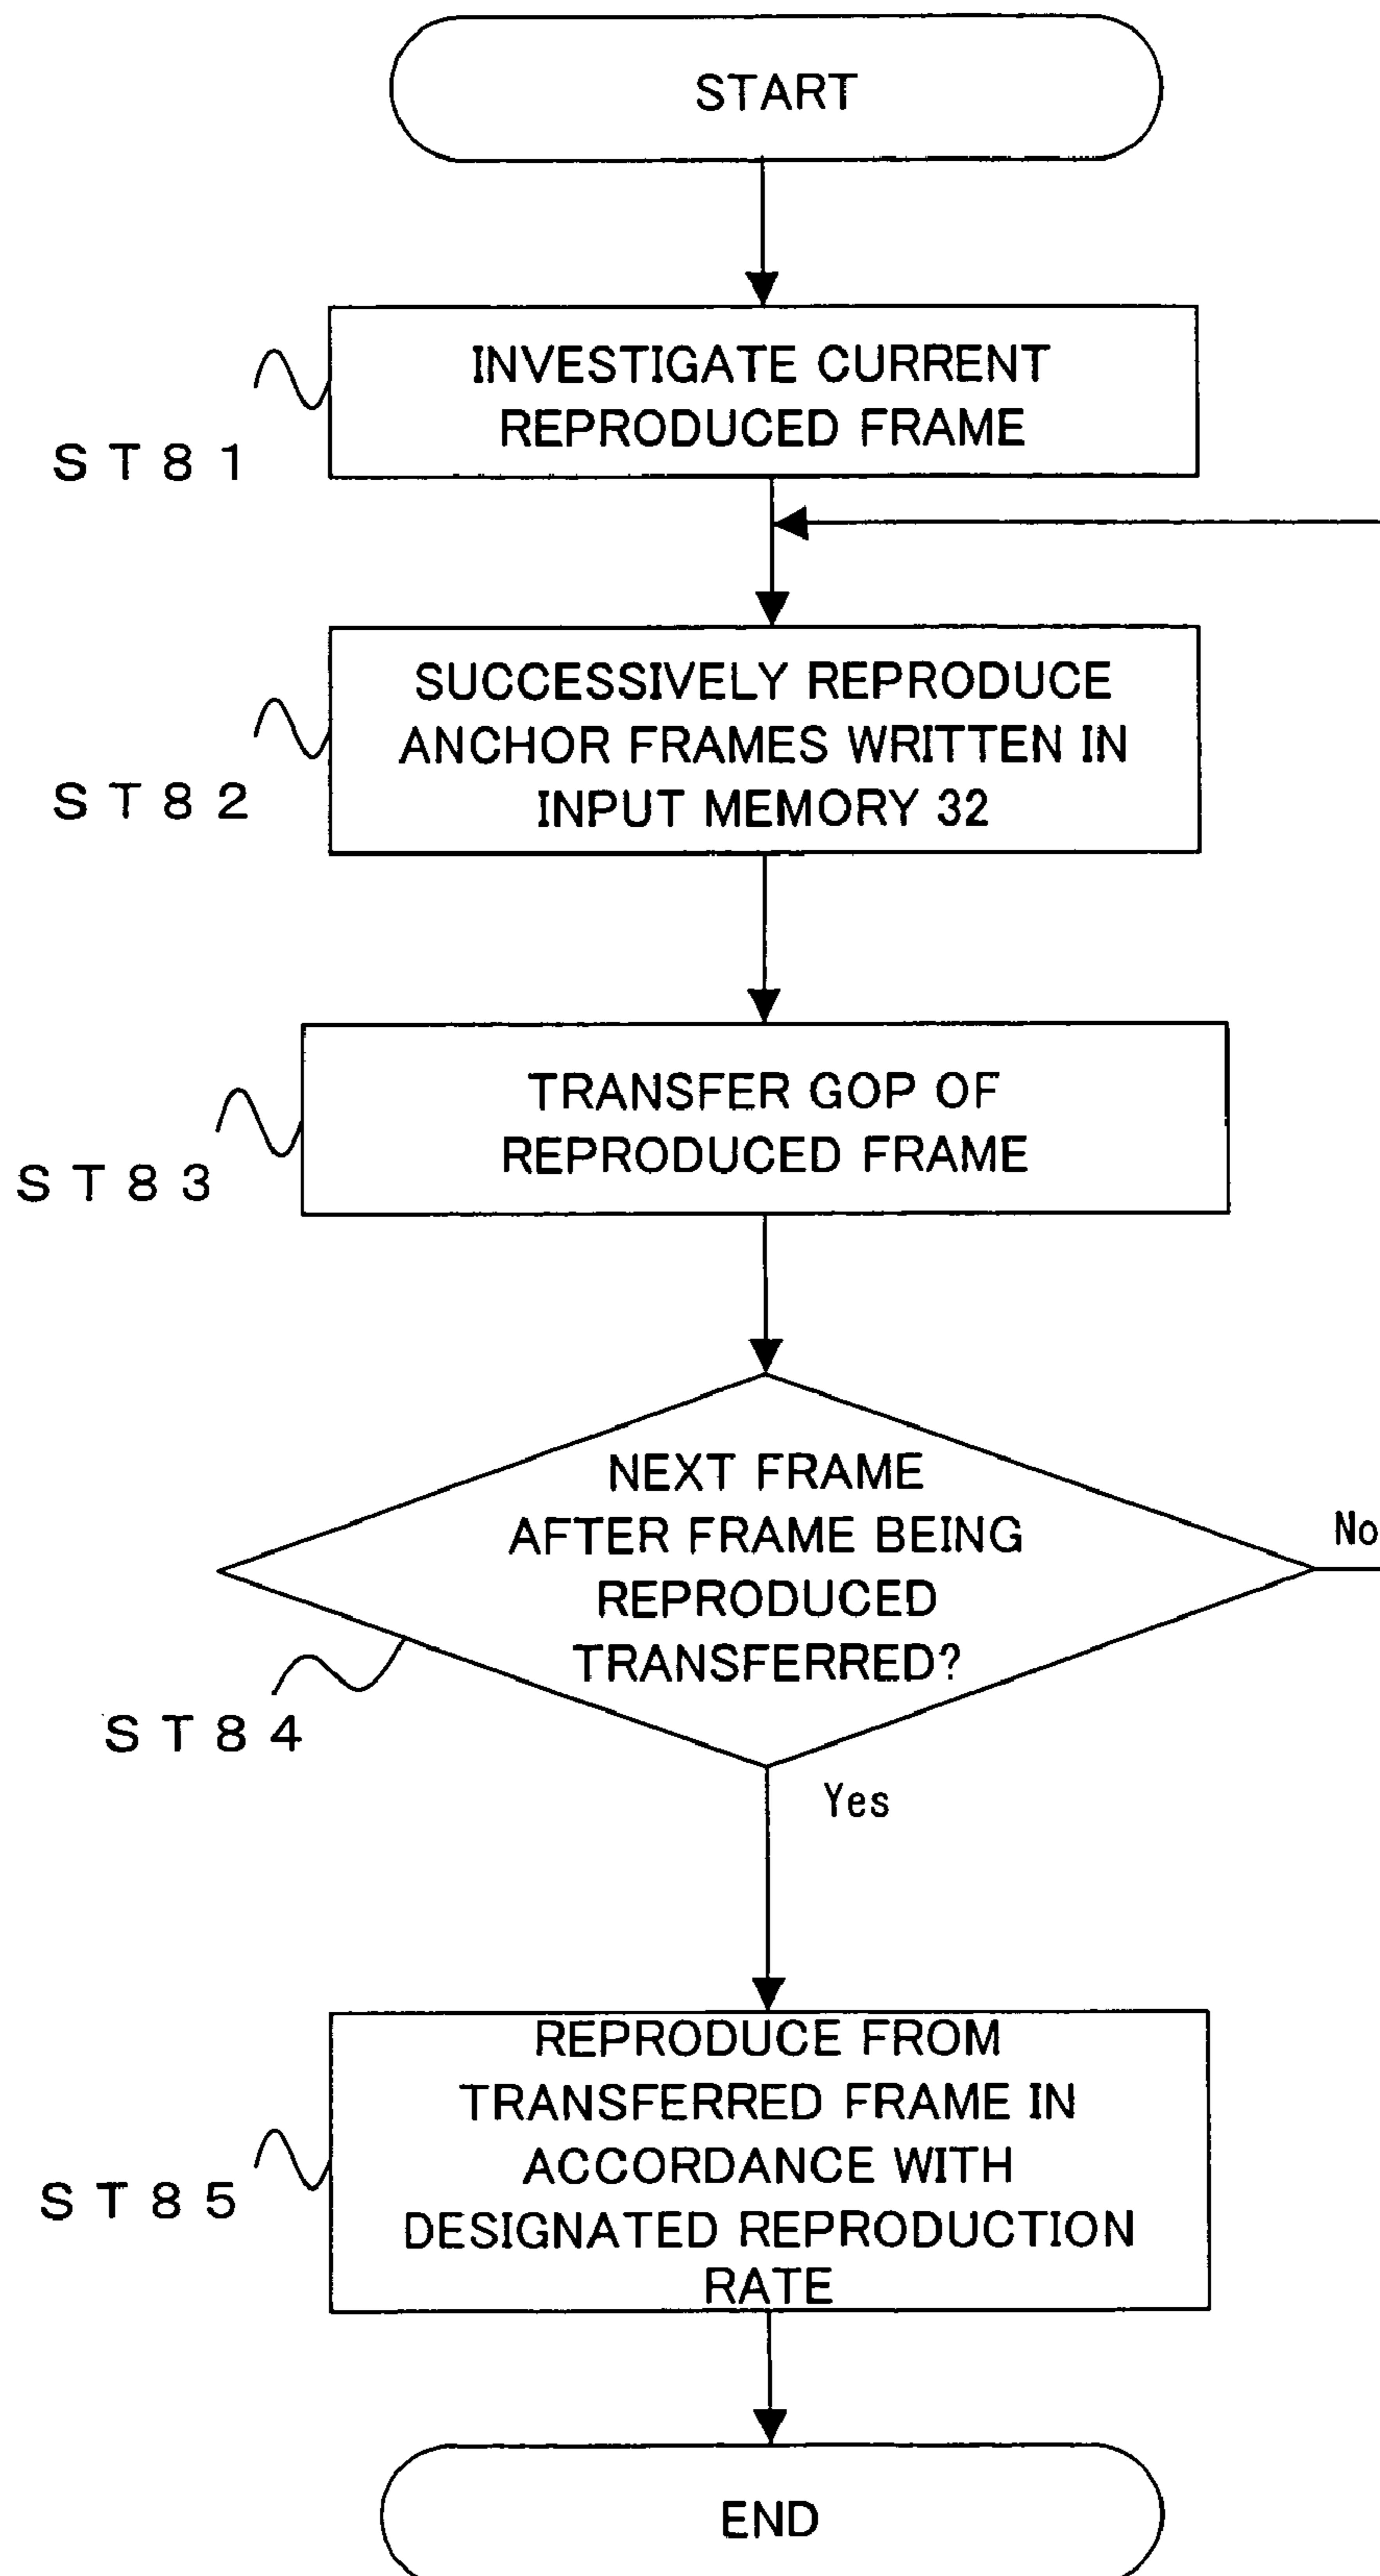 START
INVESTIGATE CURRENT
REPRODUCED FRAME
ST81
SUCCESSIVELY REPRODUCE
ANCHOR FRAMES WRITTEN IN
INPUT MEMORY 32
ST82
TRANSFER GOP OF
REPRODUCED FRAME
ST83
NEXT FRAME
AFTER FRAME BEING
REPRODUCED
TRANSFERRED?
No
ST84
Yes
REPRODUCE FROM
TRANSFERRED FRAME IN
ACCORDANCE WITH
DESIGNATED REPRODUCTION
RATE
ST85
END